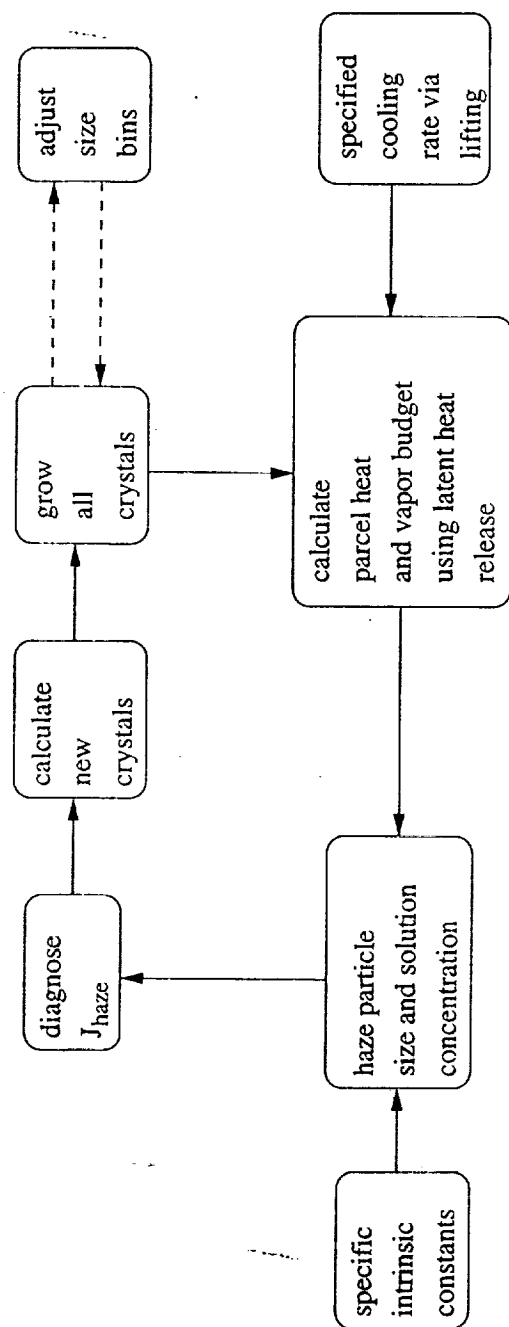 adjust
size
bins
grow
all
crystals
calculate
new
crystals
diagnose
J_haze
specified
cooling
rate via
lifting
calculate
parcel heat
and vapor budget
using latent heat
release
haze particle
size and solution
concentration
specific
intrinsic
constants